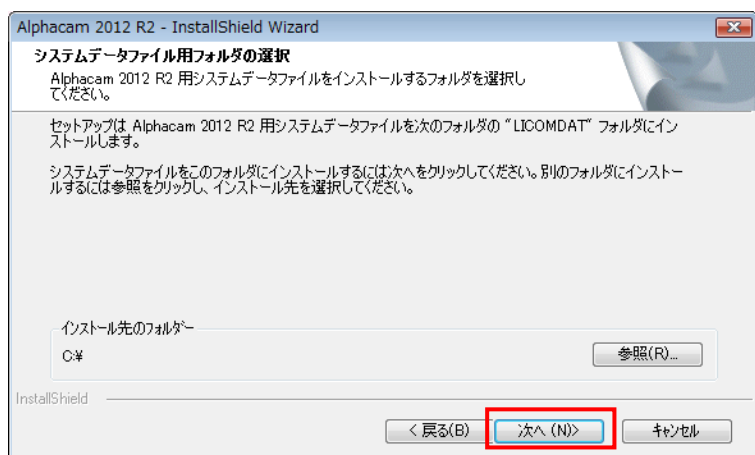 Alphacam 2012 R2 - InstallShield Wizard
システムデータファイル用フォルダの選択
Alphacam 2012 R2 用システムデータファイルをインストールするフォルダを選択し
てください。
セットアップは Alphacam 2012 R2 用システムデータファイルを次のフォルダの "LICOMDAT" フォルダにイン
ストールします。
システムデータファイルをこのフォルダにインストールするには次へをクリックしてください。別のフォルダにインストー
ルするには参照をクリックし、インストール先を選択してください。
インストール先のフォルダー
C:¥
参照(R)...
InstallShield
< 戻る(B)
次へ (N)>
キャンセル